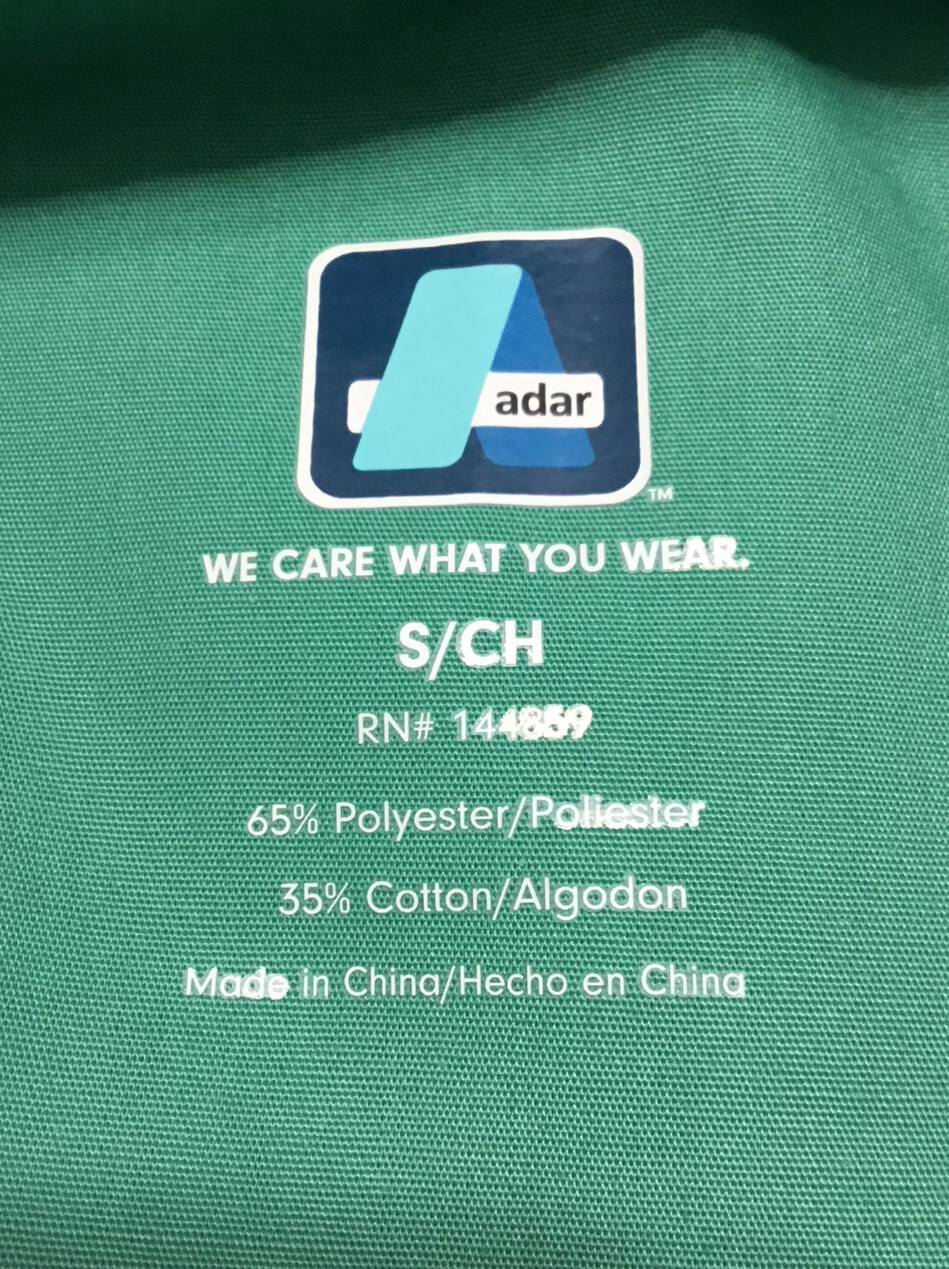 adar
TM
WE CARE WHAT YOU WEAR.
S/CH
RN# 144859
65% Polyester/Poliester
35% Cotton/Algodon
Made in China/Hecho en China